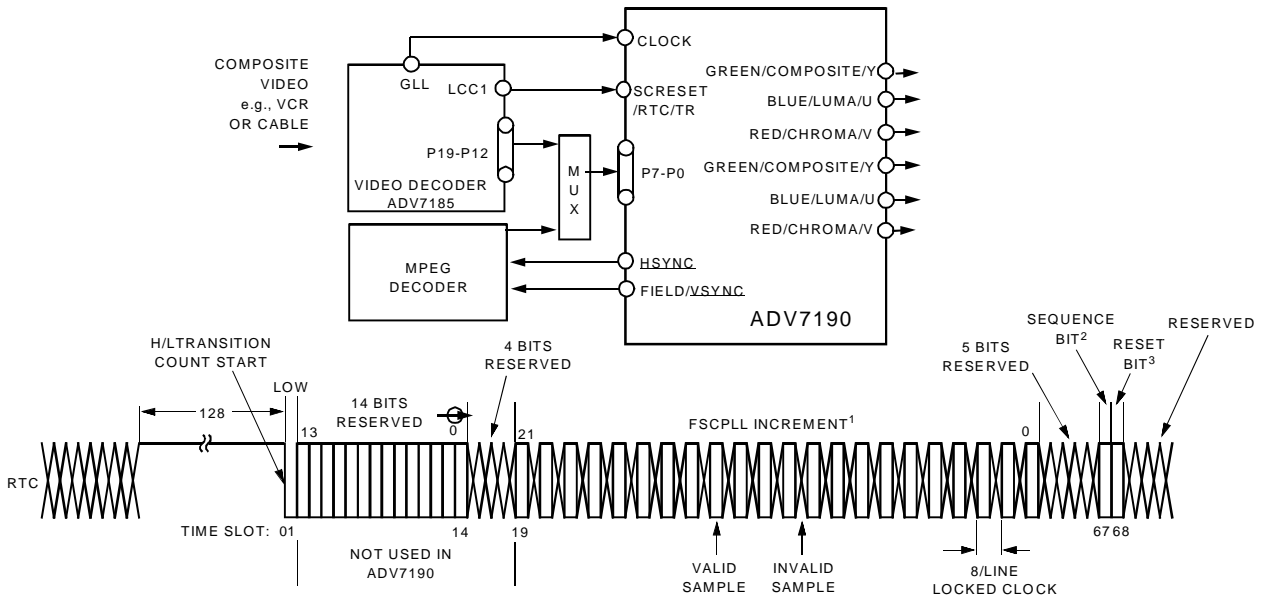 COMPOSITE
VIDEO
e.g., VCR
OR CABLE
GLL
LCC1
P19-P12
VIDEO DECODER
ADV7185
MPEG
DECODER
MUX
CLOCK
SCRESET
/RTC/TR
P7-P0
HSYNC
FIELD/VSYNC
GREEN/COMPOSITE/Y
BLUE/LUMA/U
RED/CHROMA/V
GREEN/COMPOSITE/Y
BLUE/LUMA/U
RED/CHROMA/V
ADV7190
H/LTRANSITION
COUNT START
LOW
128
14 BITS
RESERVED
13
0
4 BITS
RESERVED
21
FSCPLL INCREMENT1
0
5 BITS
RESERVED
SEQUENCE
BIT2
RESET
BIT3
RESERVED
RTC
TIME SLOT: 01
14
19
67 68
NOT USED IN
ADV7190
VALID
SAMPLE
INVALID
SAMPLE
8/LINE
LOCKED CLOCK